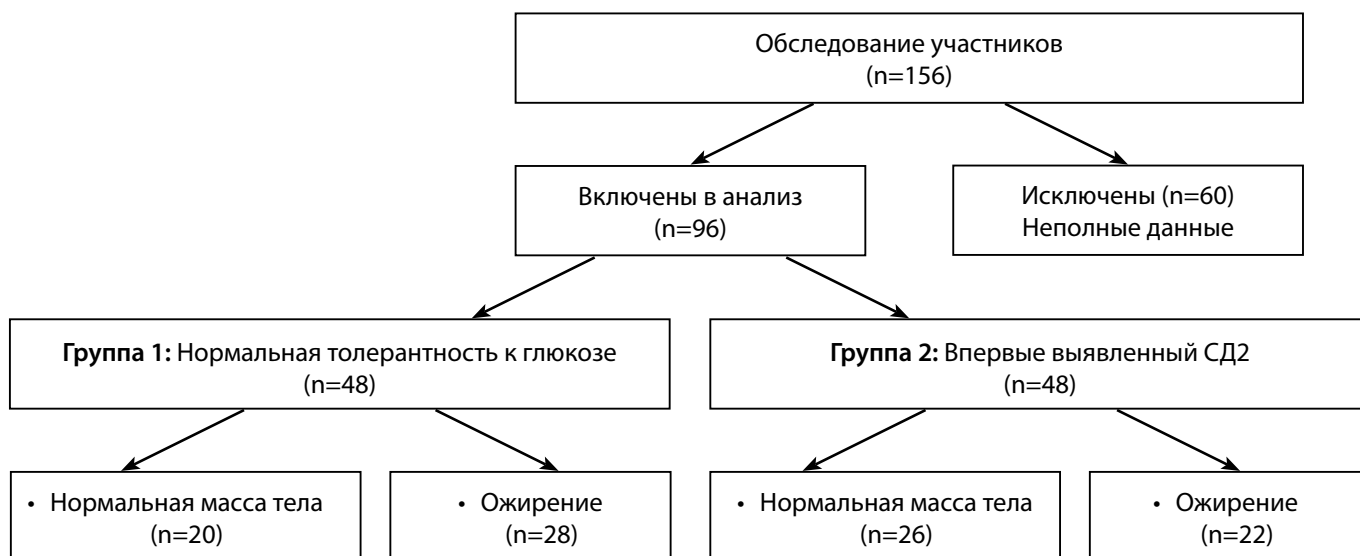 Обследование участников
(n=156)
Включены в анализ
(n=96)
Исключены (n=60)
Неполные данные
Группа 1: Нормальная толерантность к глюкозе
(n=48)
Группа 2: Впервые выявленный СД2
(n=48)
• Нормальная масса тела
(n=20)
• Ожирение
(n=28)
• Нормальная масса тела
(n=26)
• Ожирение
(n=22)